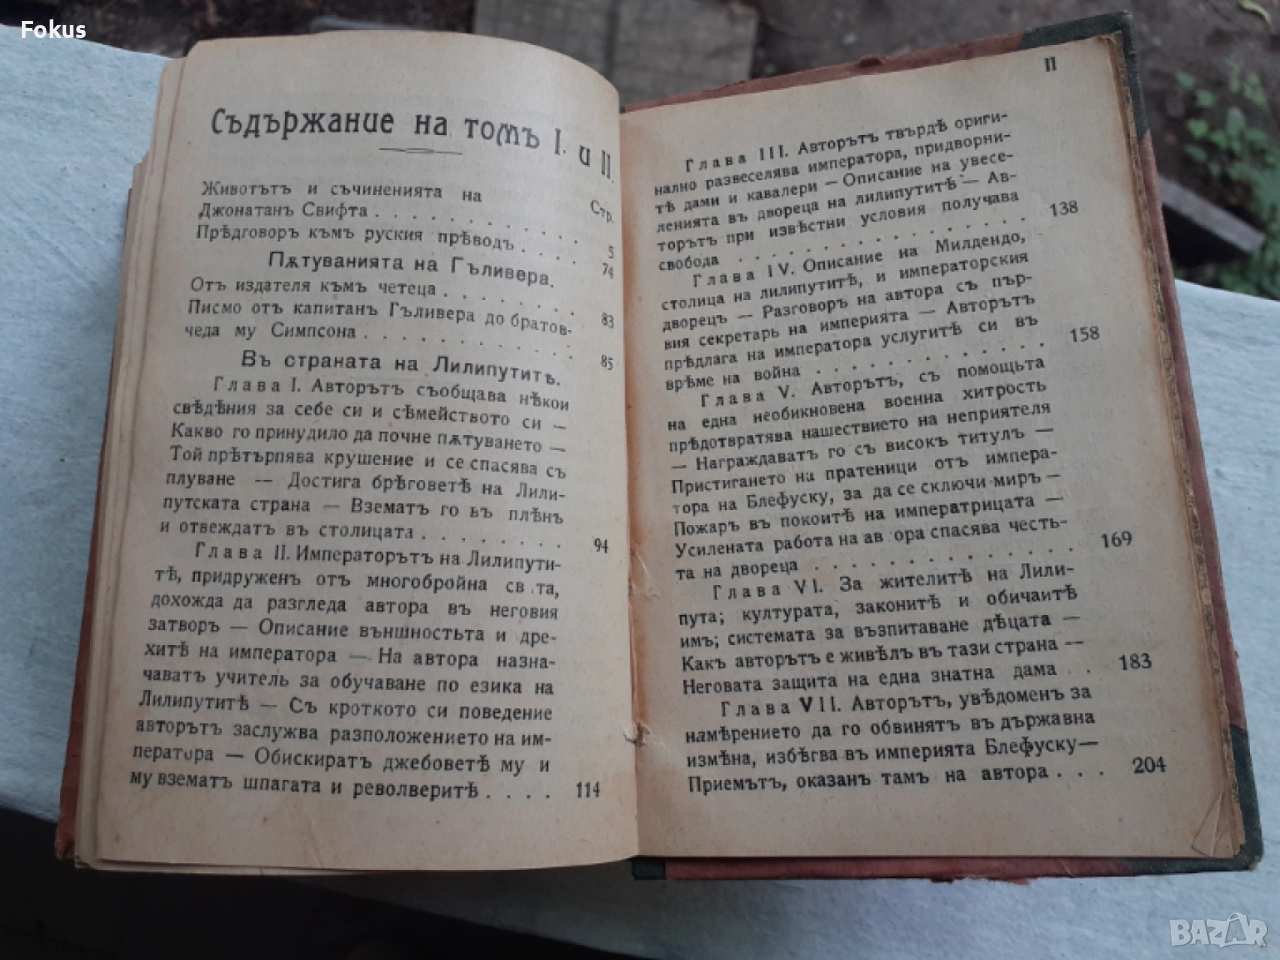 Fokus
Съдържание на томъ I. и II.
Животътъ и съчиненията на
Стр.
Джонатанъ Свифта . . . . . . . . . . 5
Прѣдговоръ къмъ руския прѣводъ . . . . 74
Пѫтуванията на Гъливера.
Отъ издателя къмъ четеца . . . . . . . 83
Письмо отъ капитанъ Гъливера до братов-
чеда му Симпсона . . . . . . . . . . 85
Въ страната на Лилипутитѣ.
Глава I. Авторътъ съобщава нѣкои
свѣдѣния за себе си и сѣмейството си —
Какво го принудило да почне пѫтуването —
Той прѣтърпява крушение и се спасява съ
плуване — Достига брѣговетѣ на Лили-
путската страна — Взематъ го въ плѣнъ
и отвеждатъ въ столицата . . . . . . . . 94
Глава II. Императорътъ на Лилипути-
тѣ, придруженъ отъ многобройна св.та,
дохожда да разгледа автора въ неговия
затворъ — Описание външностьта и дре-
хитѣ на императора — На автора назна-
чаватъ учитель за обучаване по езика на
Лилипутитѣ — Съ кроткото си поведение
авторътъ заслужва разположението на им-
ператора — Обискиратъ джебоветѣ му и
му взематъ шпагата и револверитѣ . . . . 114
II
Глава III. Авторътъ твърдѣ ориги-
нално развеселява императора, придворни-
тѣ дами и кавалери — Описание на увесе-
ленията въ двореца на лилипутитѣ — Ав-
торътъ при извѣстни условия получава
свобода . . . . . . . . . . . . . 138
Глава IV. Описание на Милдендо,
столица на лилипутитѣ, и императорския
дворецъ — Разговоръ на автора съ пър-
вия секретарь на империята — Авторътъ
прѣдлага на императора услугитѣ си въ
врѣме на война . . . . . . . . . . 158
Глава V. Авторътъ, съ помощьта
на една необикновена военна хитрость
прѣдотвратява нашествието на неприятеля
— Награждаватъ го съ високъ титулъ —
Пристигането на пратеници отъ импера-
тора на Блефуску, за да се сключи миръ —
Пожаръ въ покоитѣ на императрицата —
Усилената работа на ав ора спасява честь-
та на двореца . . . . . . . . . . . 169
Глава VI. За жителитѣ на Лили-
пута; културата, законитѣ и обичаитѣ
имъ; системата за възпитаване дѣцата —
Какъ авторътъ е живѣлъ въ тази страна —
Неговата защита на една знатна дама . . 183
Глава VII. Авторътъ, увѣдоменъ за
намѣрението да го обвинятъ въ държавна
измѣна, избѣгва въ империята Блефуску—
Приемътъ, оказанъ тамъ на автора . . . 204
BAZAR